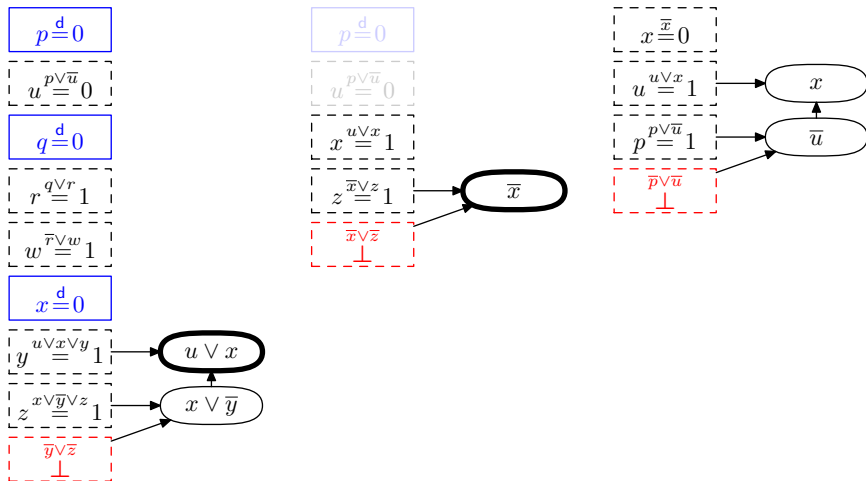 p =ᵈ 0
u =^{p∨u̅} 0
q =ᵈ 0
r =^{q∨r} 1
w =^{r̅∨w} 1
x =ᵈ 0
y =^{u∨x∨y} 1
u ∨ x
z =^{x∨y̅∨z} 1
x ∨ y̅
y̅∨z̅
⊥
p =ᵈ 0
u =^{p∨u̅} 0
x =^{u∨x} 1
z =^{x̅∨z} 1
x̅
x̅∨z̅
⊥
x =^{x̅} 0
u =^{u∨x} 1
x
p =^{p∨u̅} 1
u̅
p̅∨u̅
⊥